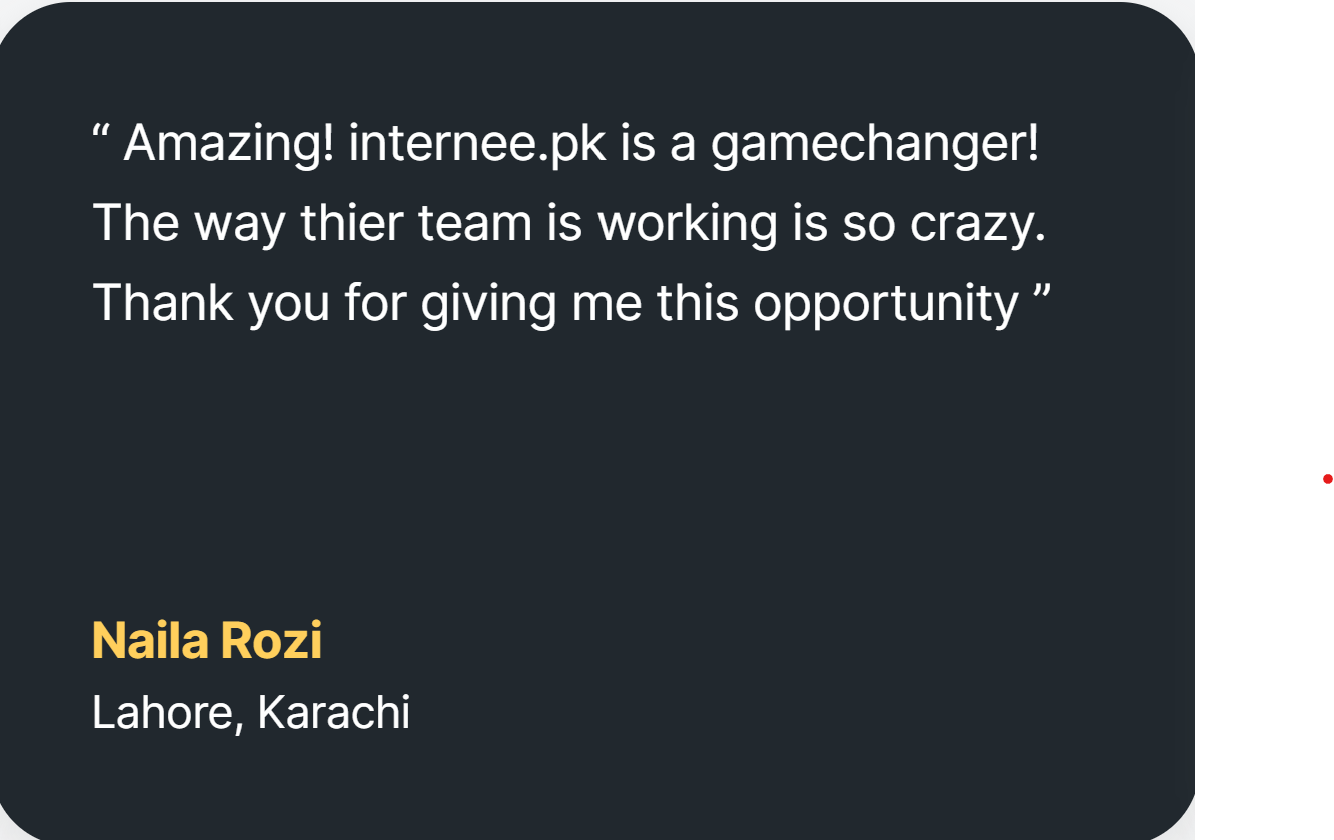 “ Amazing! internee.pk is a gamechanger!
The way thier team is working is so crazy.
Thank you for giving me this opportunity ”
Naila Rozi
Lahore, Karachi